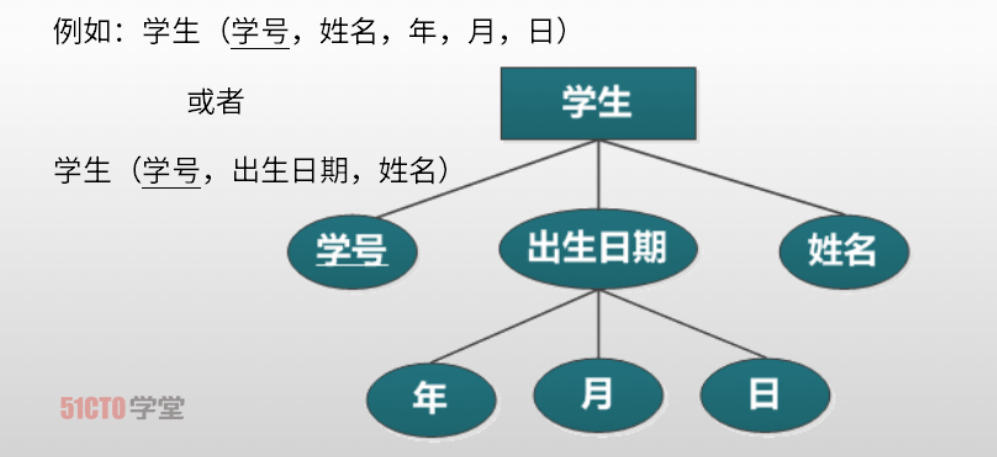 例如：学生（学号，姓名，年，月，日）
或者
学生（学号，出生日期，姓名）
学生
学号 出生日期 姓名
年 月 日
51CTO学堂